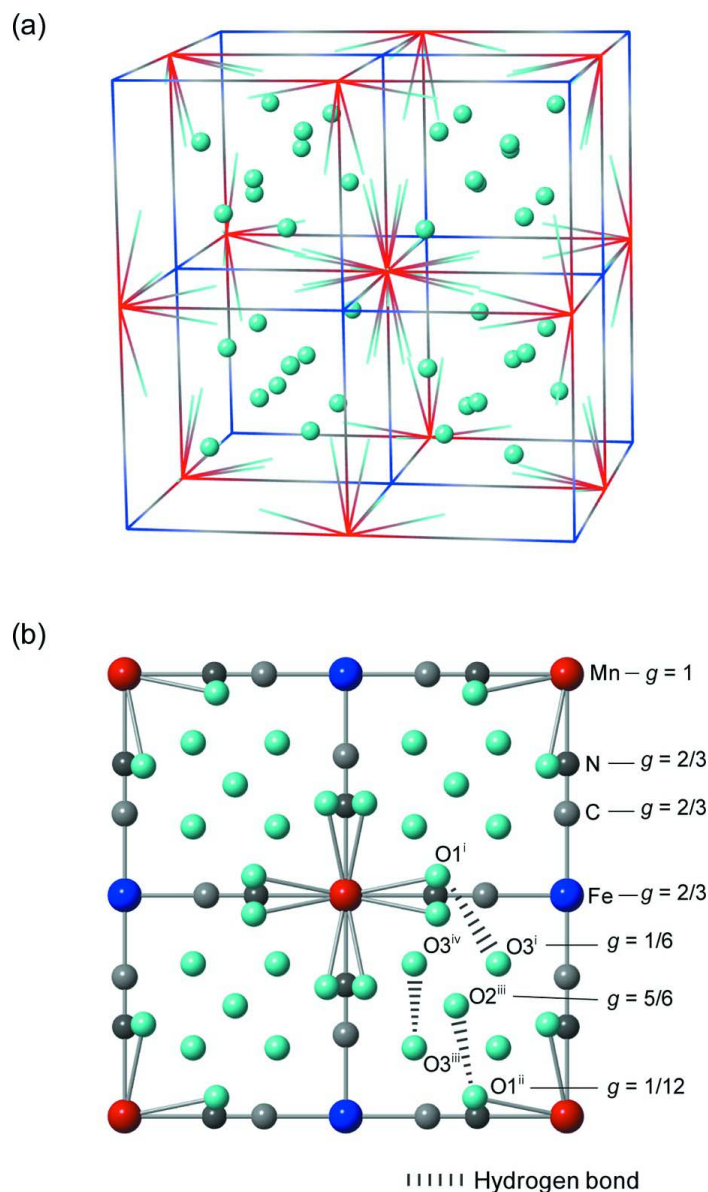 (a)
(b)
Mn — g = 1
N — g = 2/3
C — g = 2/3
O1ⁱ
Fe — g = 2/3
O3ⁱᵛ
O3ⁱ — g = 1/6
O2ⁱⁱⁱ — g = 5/6
O3ⁱⁱⁱ
O1ⁱⁱ — g = 1/12
Hydrogen bond